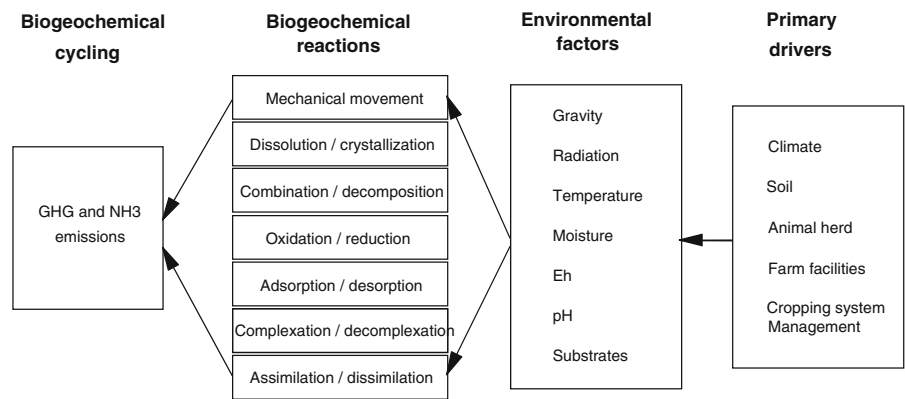 Biogeochemical
cycling
GHG and NH3
emissions
Biogeochemical
reactions
Mechanical movement
Dissolution / crystallization
Combination / decomposition
Oxidation / reduction
Adsorption / desorption
Complexation / decomplexation
Assimilation / dissimilation
Environmental
factors
Gravity
Radiation
Temperature
Moisture
Eh
pH
Substrates
Primary
drivers
Climate
Soil
Animal herd
Farm facilities
Cropping system
Management